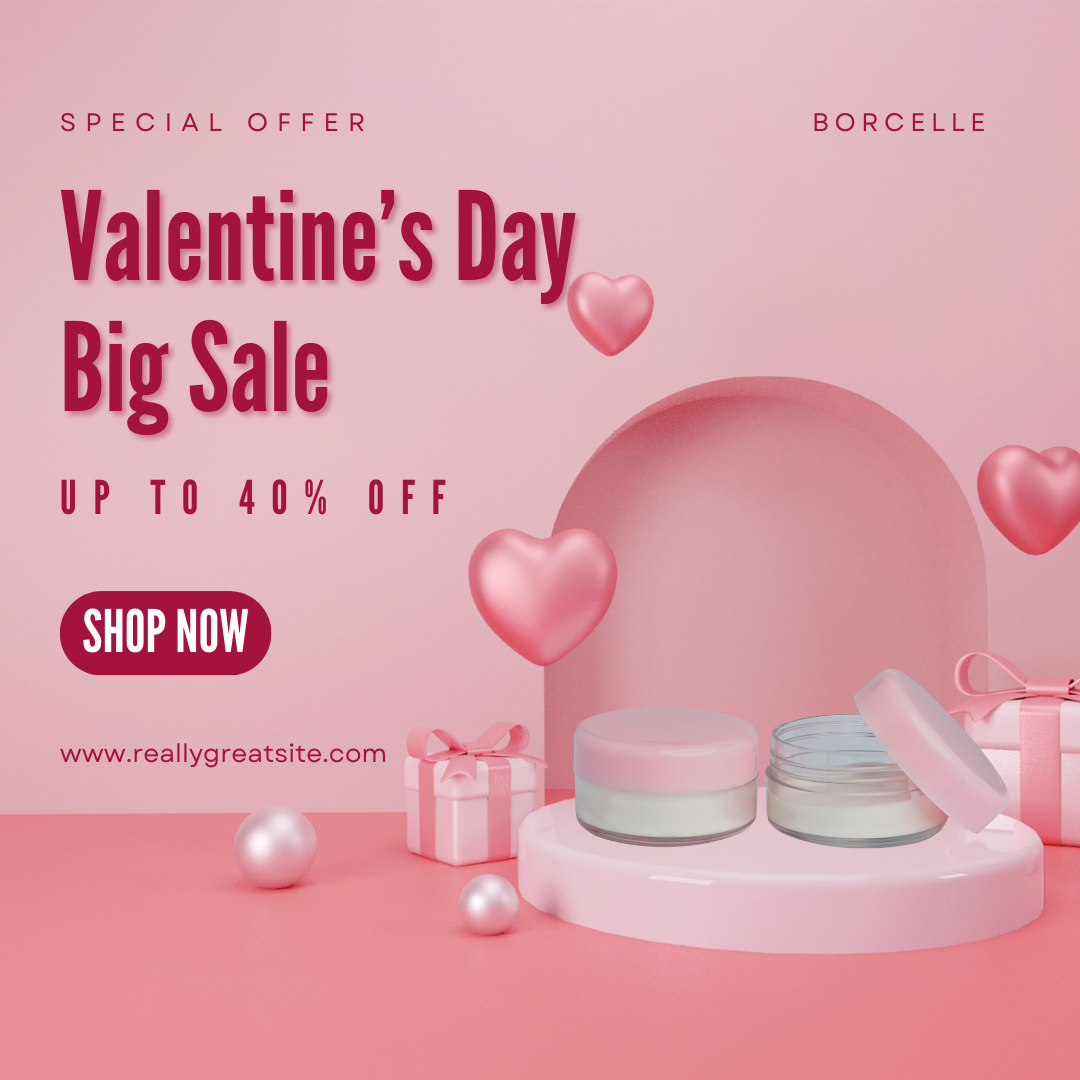 SPECIAL OFFER
BORCELLE
Valentine’s Day
Big Sale
UP TO 40% OFF
SHOP NOW
www.reallygreatsite.com